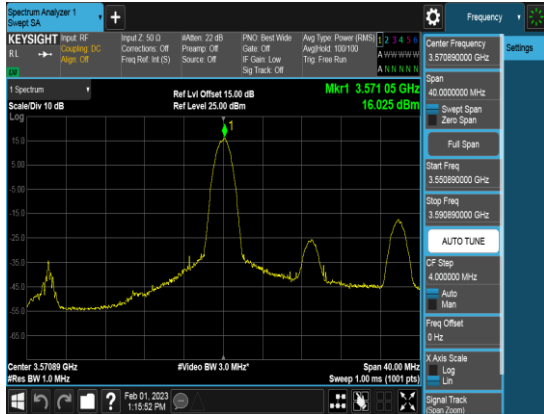 Spectrum Analyzer 1
Swept SA
+
Frequency
KEYSIGHT
RL
Input: RF
Coupling: DC
Align: Off
Input Z: 50 Ω
Corrections: Off
Freq Ref: Int (S)
#Atten: 22 dB
Preamp: Off
Source: Off
PNO: Best Wide
Gate: Off
IF Gain: Low
Sig Track: Off
Avg Type: Power (RMS)
Avg|Hold: 100/100
Trig: Free Run
1 2 3 4 5 6
A W W W W W
A N N N N N
1 Spectrum
Scale/Div 10 dB
Ref Lvl Offset 15.00 dB
Ref Level 25.00 dBm
Mkr1 3.571 05 GHz
16.025 dBm
Log
1
15.0
5.00
-5.00
-15.0
-25.0
-35.0
-45.0
-55.0
-65.0
Center 3.57089 GHz
#Res BW 1.0 MHz
#Video BW 3.0 MHz*
Span 40.00 MHz
Sweep 1.00 ms (1001 pts)
Center Frequency
3.570890000 GHz
Settings
Span
40.0000000 MHz
Swept Span
Zero Span
Full Span
Start Freq
3.550890000 GHz
Stop Freq
3.590890000 GHz
AUTO TUNE
CF Step
4.000000 MHz
Auto
Man
Freq Offset
0 Hz
X Axis Scale
Log
Lin
Signal Track
(Span Zoom)
?
Feb 01, 2023
1:15:52 PM